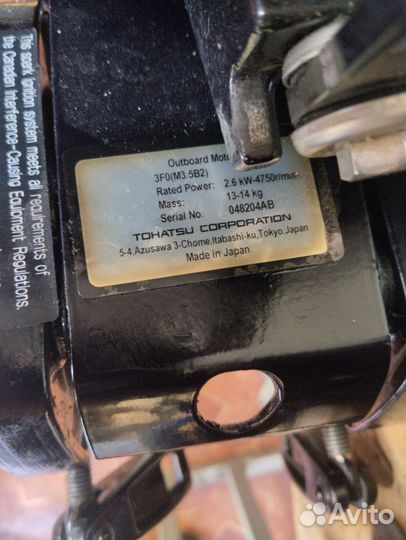 This spark ignition system meets all requirements of
the Canadian Interference-Causing Equipment Regulations.
Outboard Moto
3F0(M3.5B2)
Rated Power: 2.6 kW-4750r/min
Mass: 13-14 kg
Serial No. 048204AB
TOHATSU CORPORATION
5-4, Azusawa 3-Chome, Itabashi-ku, Tokyo, Japan
Made in Japan
Avito